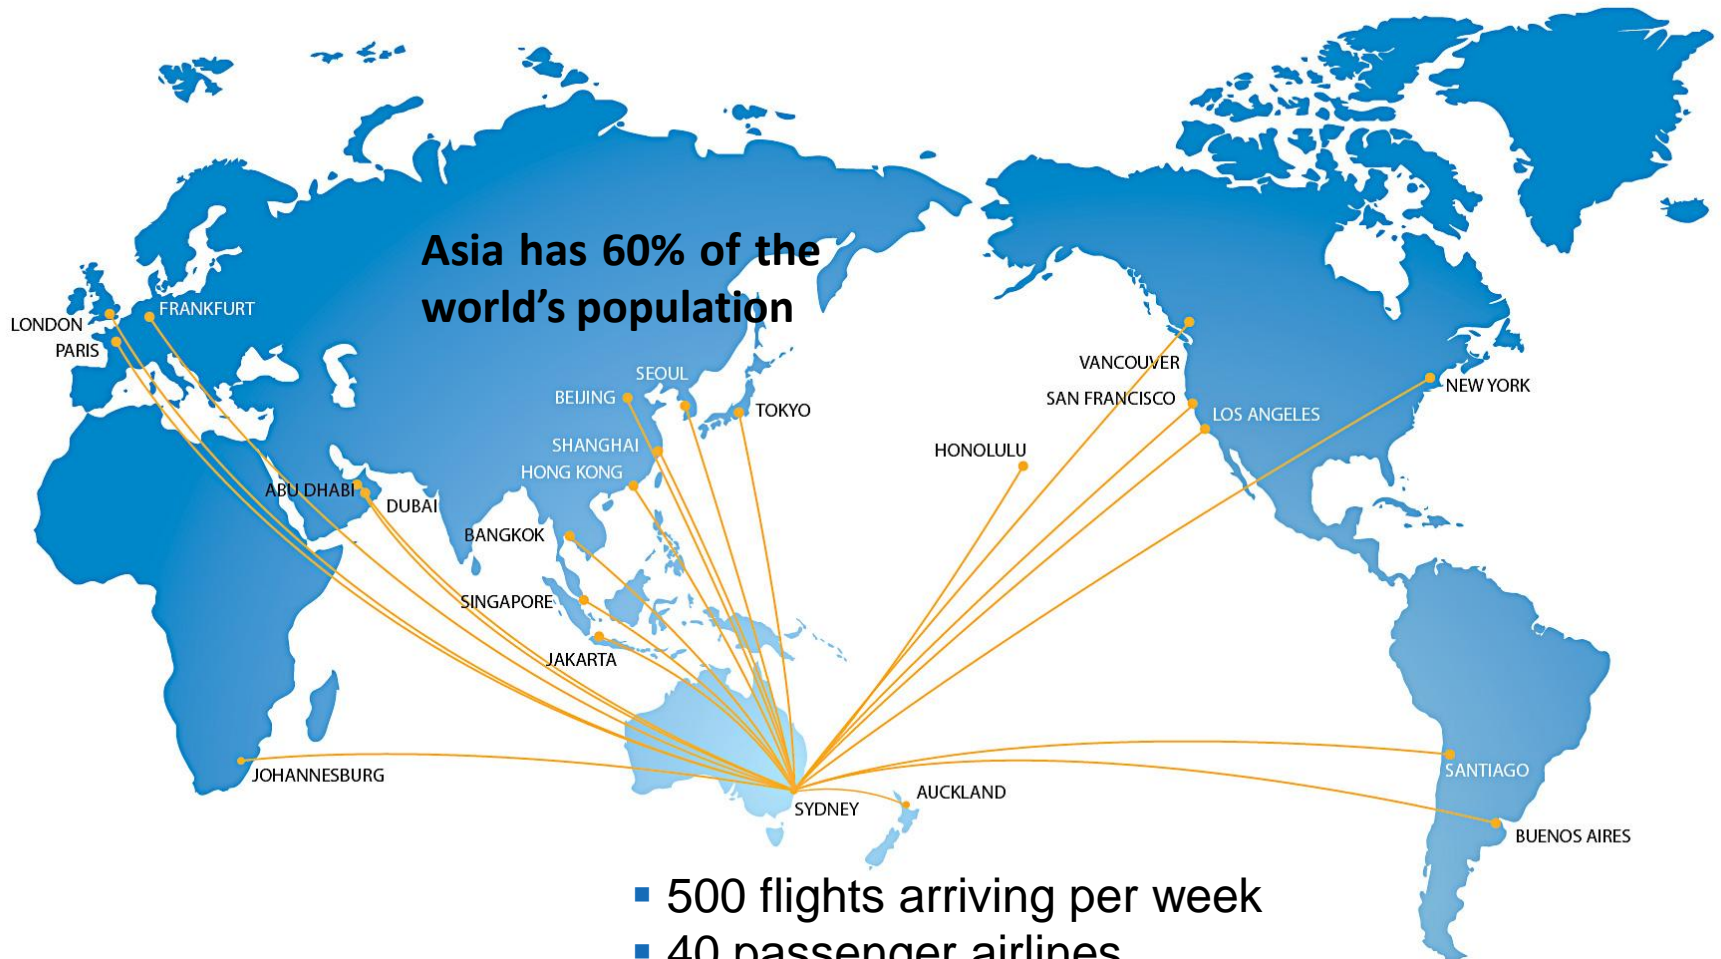 Asia has 60% of the
world's population
LONDON
FRANKFURT
PARIS
SEOUL
BEIJING
TOKYO
SHANGHAI
HONG KONG
ABU DHABI
DUBAI
BANGKOK
SINGAPORE
JAKARTA
VANCOUVER
SAN FRANCISCO
LOS ANGELES
NEW YORK
HONOLULU
JOHANNESBURG
SYDNEY
AUCKLAND
SANTIAGO
BUENOS AIRES
▪ 500 flights arriving per week
▪ 40 passenger airlines